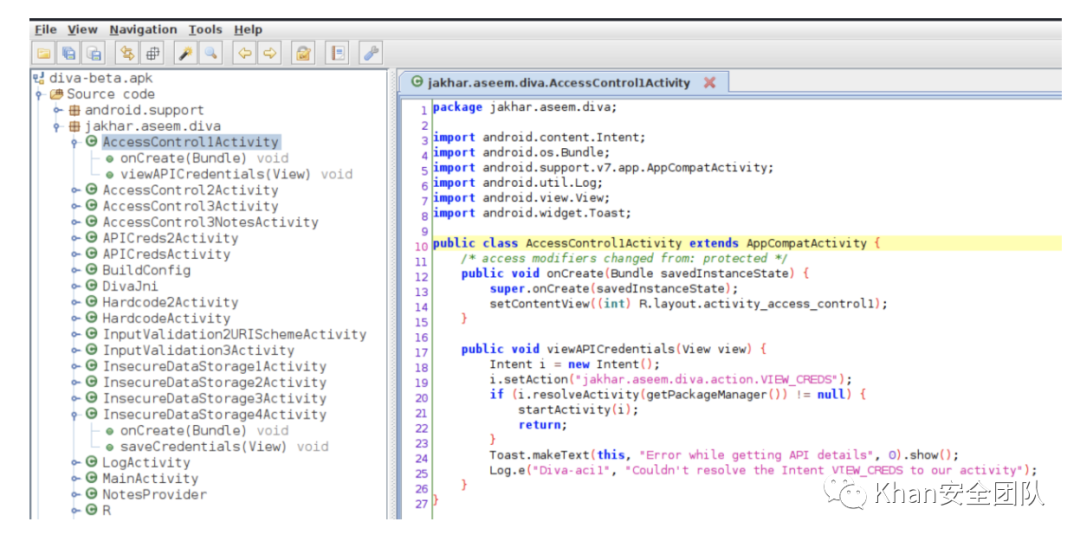 File View Navigation Tools Help
diva-beta.apk
Source code
android.support
jakhar.aseem.diva
AccessControl1Activity
onCreate(Bundle) void
viewAPICredentials(View) void
AccessControl2Activity
AccessControl3Activity
AccessControl3NotesActivity
APICreds2Activity
APICredsActivity
BuildConfig
DivaJni
Hardcode2Activity
HardcodeActivity
InputValidation2URISchemeActivity
InputValidation3Activity
InsecureDataStorage1Activity
InsecureDataStorage2Activity
InsecureDataStorage3Activity
InsecureDataStorage4Activity
onCreate(Bundle) void
saveCredentials(View) void
LogActivity
MainActivity
NotesProvider
R
jakhar.aseem.diva.AccessControl1Activity
1 package jakhar.aseem.diva;
2
3 import android.content.Intent;
4 import android.os.Bundle;
5 import android.support.v7.app.AppCompatActivity;
6 import android.util.Log;
7 import android.view.View;
8 import android.widget.Toast;
9
10 public class AccessControl1Activity extends AppCompatActivity {
11 /* access modifiers changed from: protected */
12 public void onCreate(Bundle savedInstanceState) {
13 super.onCreate(savedInstanceState);
14 setContentView((int) R.layout.activity_access_control1);
15 }
16
17 public void viewAPICredentials(View view) {
18 Intent i = new Intent();
19 i.setAction("jakhar.aseem.diva.action.VIEW_CREDS");
20 if (i.resolveActivity(getPackageManager()) != null) {
21 startActivity(i);
22 return;
23 }
24 Toast.makeText(this, "Error while getting API details", 0).show();
25 Log.e("Diva-aci1", "Couldn't resolve the Intent VIEW_CREDS to our activity");
26 }
27 }
Khan安全团队